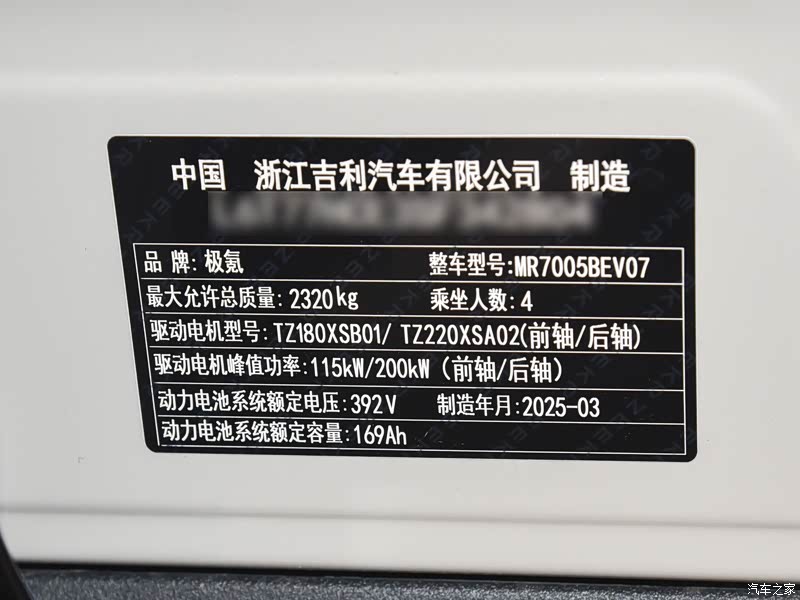 中国 浙江吉利汽车有限公司 制造
品 牌:极氪 整车型号:MR7005BEV07
最大允许总质量:2320kg 乘坐人数:4
驱动电机型号:TZ180XSB01/ TZ220XSA02(前轴/后轴)
驱动电机峰值功率:115kW/200kW (前轴/后轴)
动力电池系统额定电压:392V 制造年月:2025-03
动力电池系统额定容量:169Ah
汽车之家